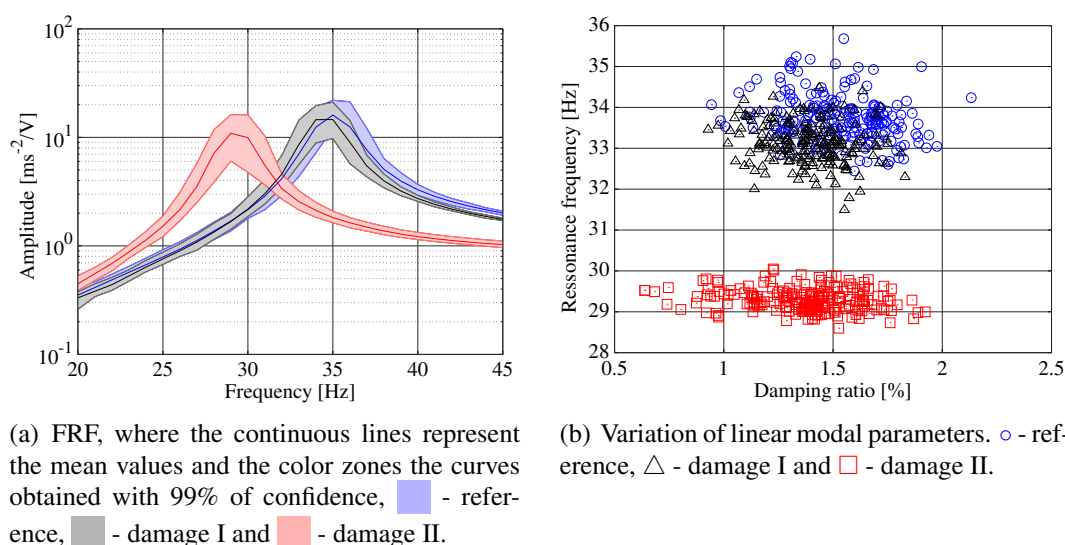 10^2
10^1
10^0
10^-1
Amplitude [ms^-2/V]
20 25 30 35 40 45
Frequency [Hz]
36
35
34
33
32
31
30
29
28
Ressonance frequency [Hz]
0.5 1 1.5 2 2.5
Damping ratio [%]
(a) FRF, where the continuous lines represent
the mean values and the color zones the curves
obtained with 99% of confidence, - refer-
ence, - damage I and - damage II.
(b) Variation of linear modal parameters. ○ - ref-
erence, △ - damage I and □ - damage II.